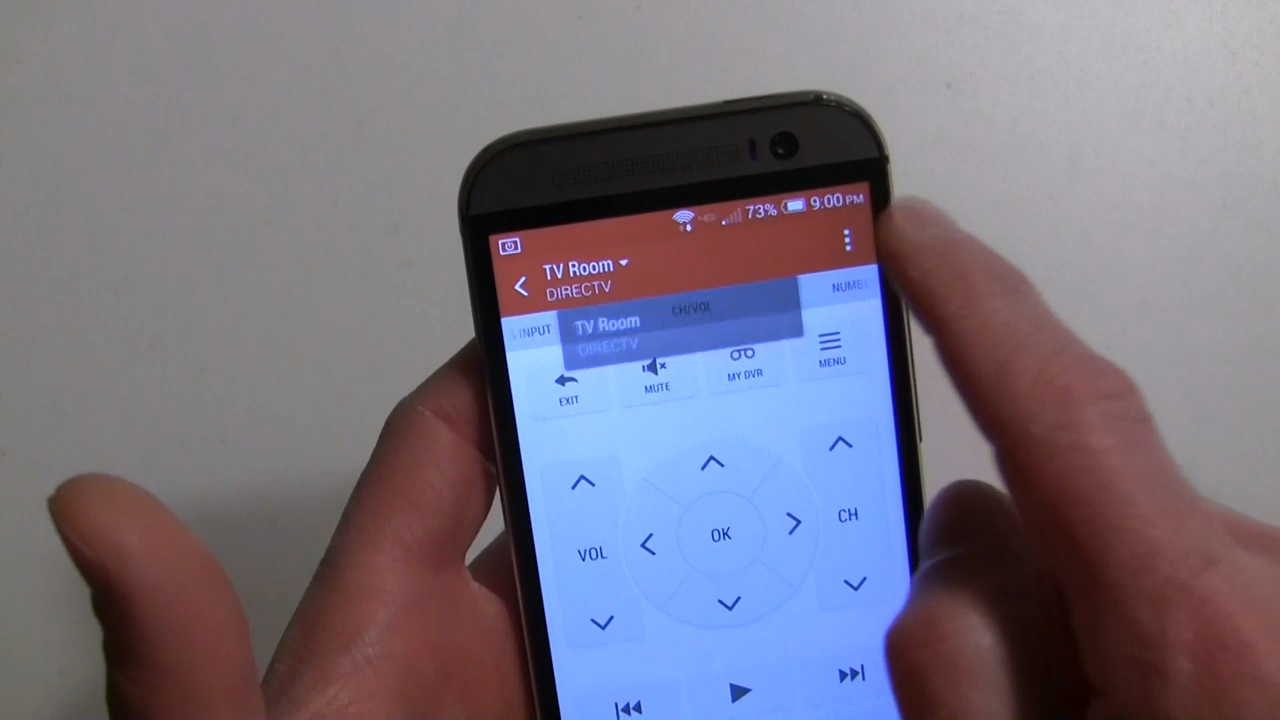 73% 9:00 PM
TV Room
DIRECTV
INPUT CH/VOL
TV Room
DIRECTV
EXIT MUTE MY DVR MENU
VOL OK CH